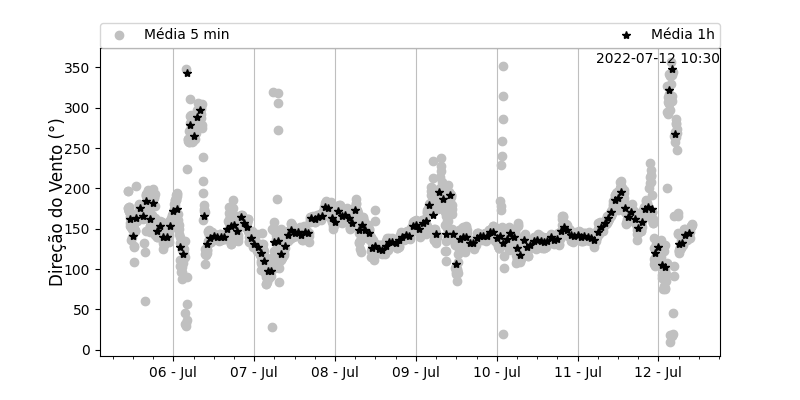 Média 5 min
Média 1h
2022-07-12 10:30
Direção do Vento (°)
350
300
250
200
150
100
50
0
06 - Jul
07 - Jul
08 - Jul
09 - Jul
10 - Jul
11 - Jul
12 - Jul